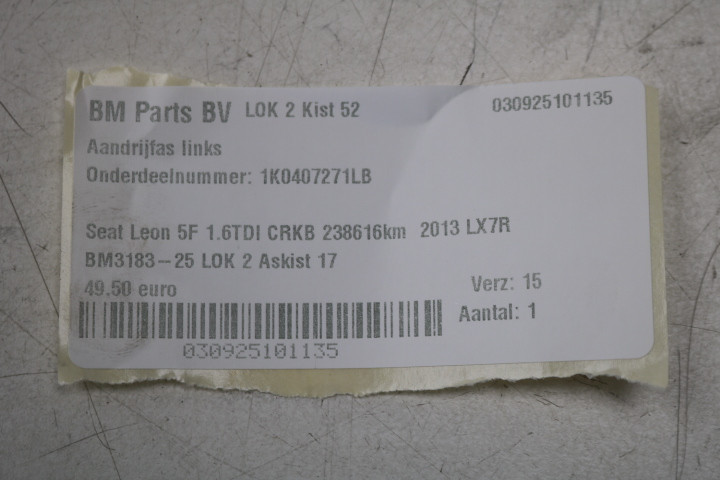 BM Parts BV LOK 2 Kist 52 030925101135
Aandrijfas links
Onderdeelnummer: 1K0407271LB
Seat Leon 5F 1.6TDI CRKB 238616km 2013 LX7R
BM3183-25 LOK 2 Askist 17
49.50 euro Verz: 15
Aantal: 1
030925101135